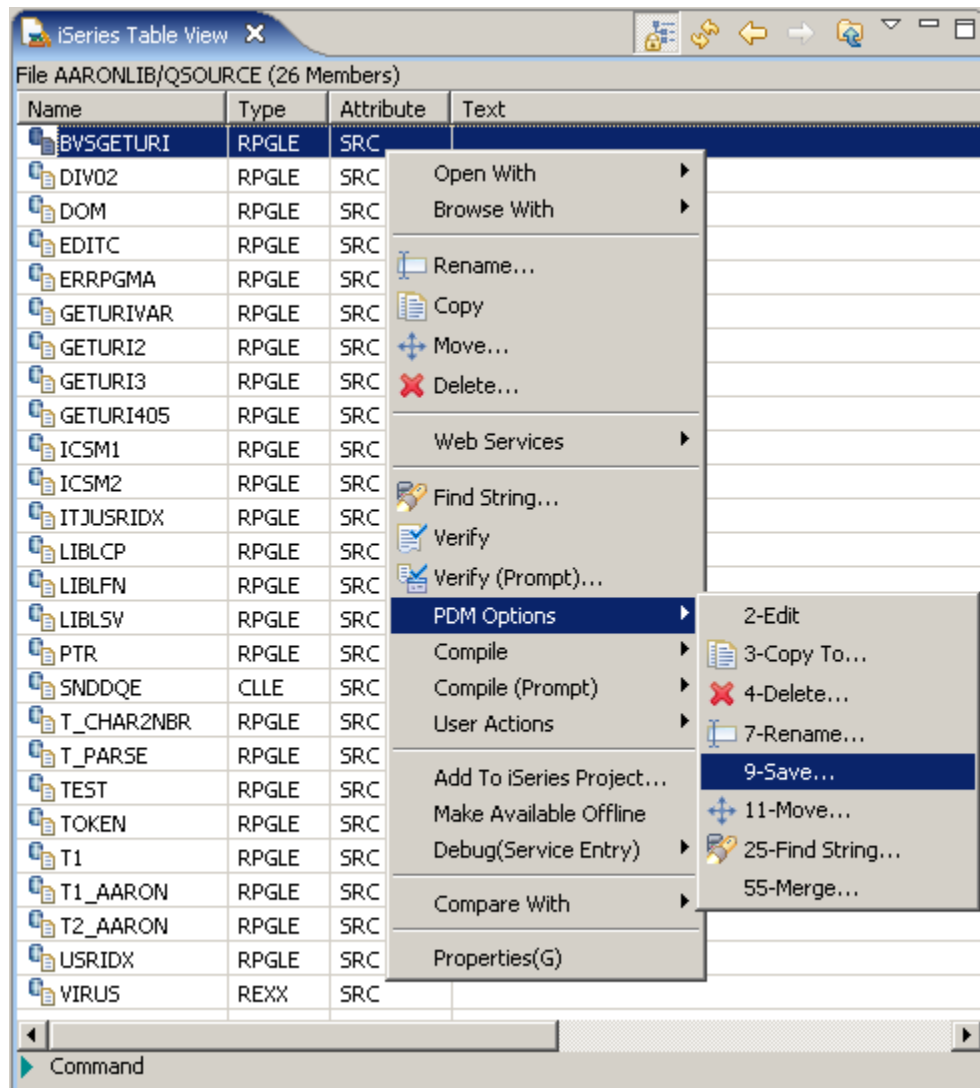 iSeries Table View
File AARONLIB/QSOURCE (26 Members)
Name Type Attribute Text
BVSGETURI RPGLE SRC
DIV02 RPGLE SRC
DOM RPGLE SRC
EDITC RPGLE SRC
ERRPGMA RPGLE SRC
GETURIVAR RPGLE SRC
GETURI2 RPGLE SRC
GETURI3 RPGLE SRC
GETURI405 RPGLE SRC
ICSM1 RPGLE SRC
ICSM2 RPGLE SRC
ITJUSRIDX RPGLE SRC
LIBLCP RPGLE SRC
LIBLFN RPGLE SRC
LIBLSV RPGLE SRC
PTR RPGLE SRC
SNDDQE CLLE SRC
T_CHAR2NBR RPGLE SRC
T_PARSE RPGLE SRC
TEST RPGLE SRC
TOKEN RPGLE SRC
T1 RPGLE SRC
T1_AARON RPGLE SRC
T2_AARON RPGLE SRC
USRIDX RPGLE SRC
VIRUS REXX SRC
Open With
Browse With
Rename...
Copy
Move...
Delete...
Web Services
Find String...
Verify
Verify (Prompt)...
PDM Options
Compile
Compile (Prompt)
User Actions
Add To iSeries Project...
Make Available Offline
Debug(Service Entry)
Compare With
Properties(G)
2-Edit
3-Copy To...
4-Delete...
7-Rename...
9-Save...
11-Move...
25-Find String...
55-Merge...
Command